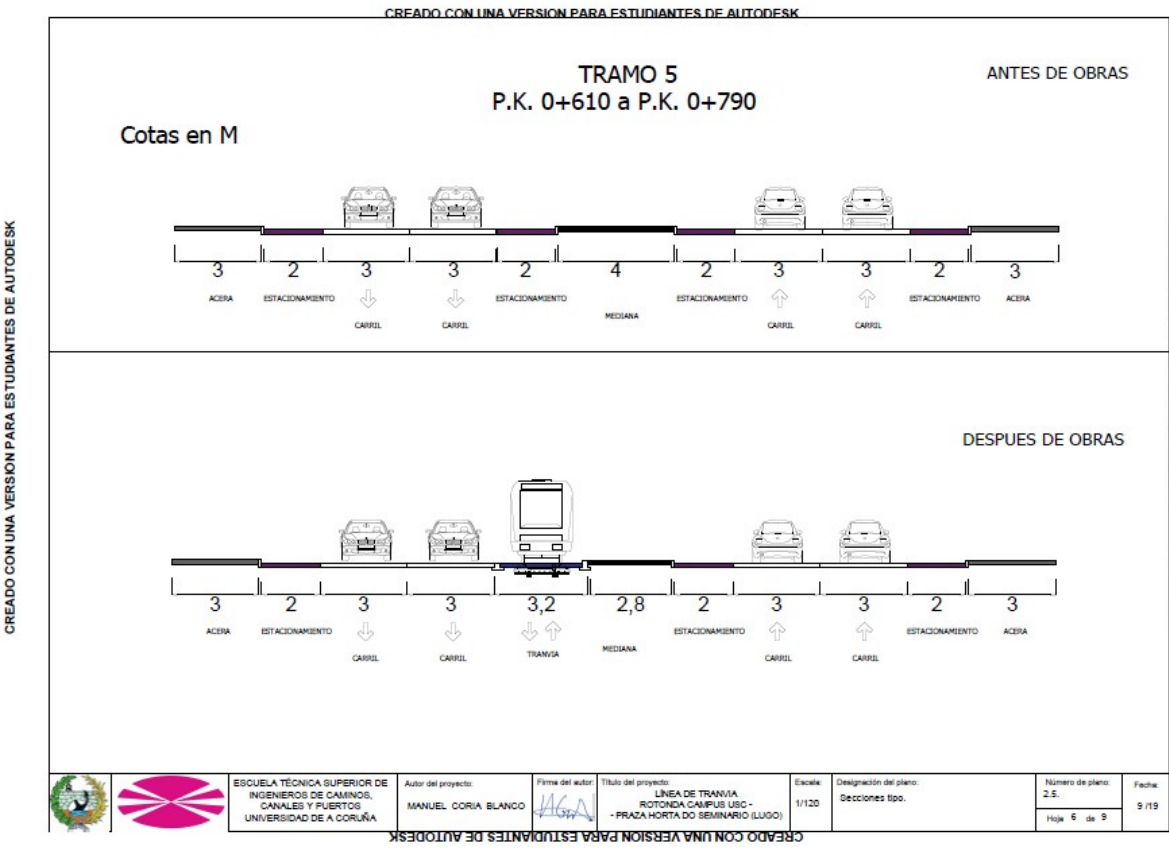 CREADO CON UNA VERSION PARA ESTUDIANTES DE AUTODESK
CREADO CON UNA VERSION PARA ESTUDIANTES DE AUTODESK
TRAMO 5
P.K. 0+610 a P.K. 0+790
ANTES DE OBRAS
Cotas en M
3 2 3 3 2 4 2 3 3 2 3
ACERA ESTACIONAMIENTO ESTACIONAMIENTO ESTACIONAMIENTO ESTACIONAMIENTO ACERA
MEDIANA
CARRIL CARRIL CARRIL CARRIL
DESPUES DE OBRAS
3 2 3 3 3,2 2,8 2 3 3 2 3
ACERA ESTACIONAMIENTO ESTACIONAMIENTO ESTACIONAMIENTO ACERA
TRANVIA MEDIANA
CARRIL CARRIL CARRIL CARRIL
ESCUELA TÉCNICA SUPERIOR DE
INGENIEROS DE CAMINOS,
CANALES Y PUERTOS
UNIVERSIDAD DE A CORUÑA
Autor del proyecto:
MANUEL CORIA BLANCO
Firma del autor:
Título del proyecto:
LÍNEA DE TRANVIA
ROTONDA CAMPUS USC -
- PRAZA HORTA DO SEMINARIO (LUGO)
Escala:
1/120
Designación del plano:
Secciones tipo.
Número de plano:
2.5.
Hoja 6 de 9
Fecha:
9 /19
CREADO CON UNA VERSION PARA ESTUDIANTES DE AUTODESK